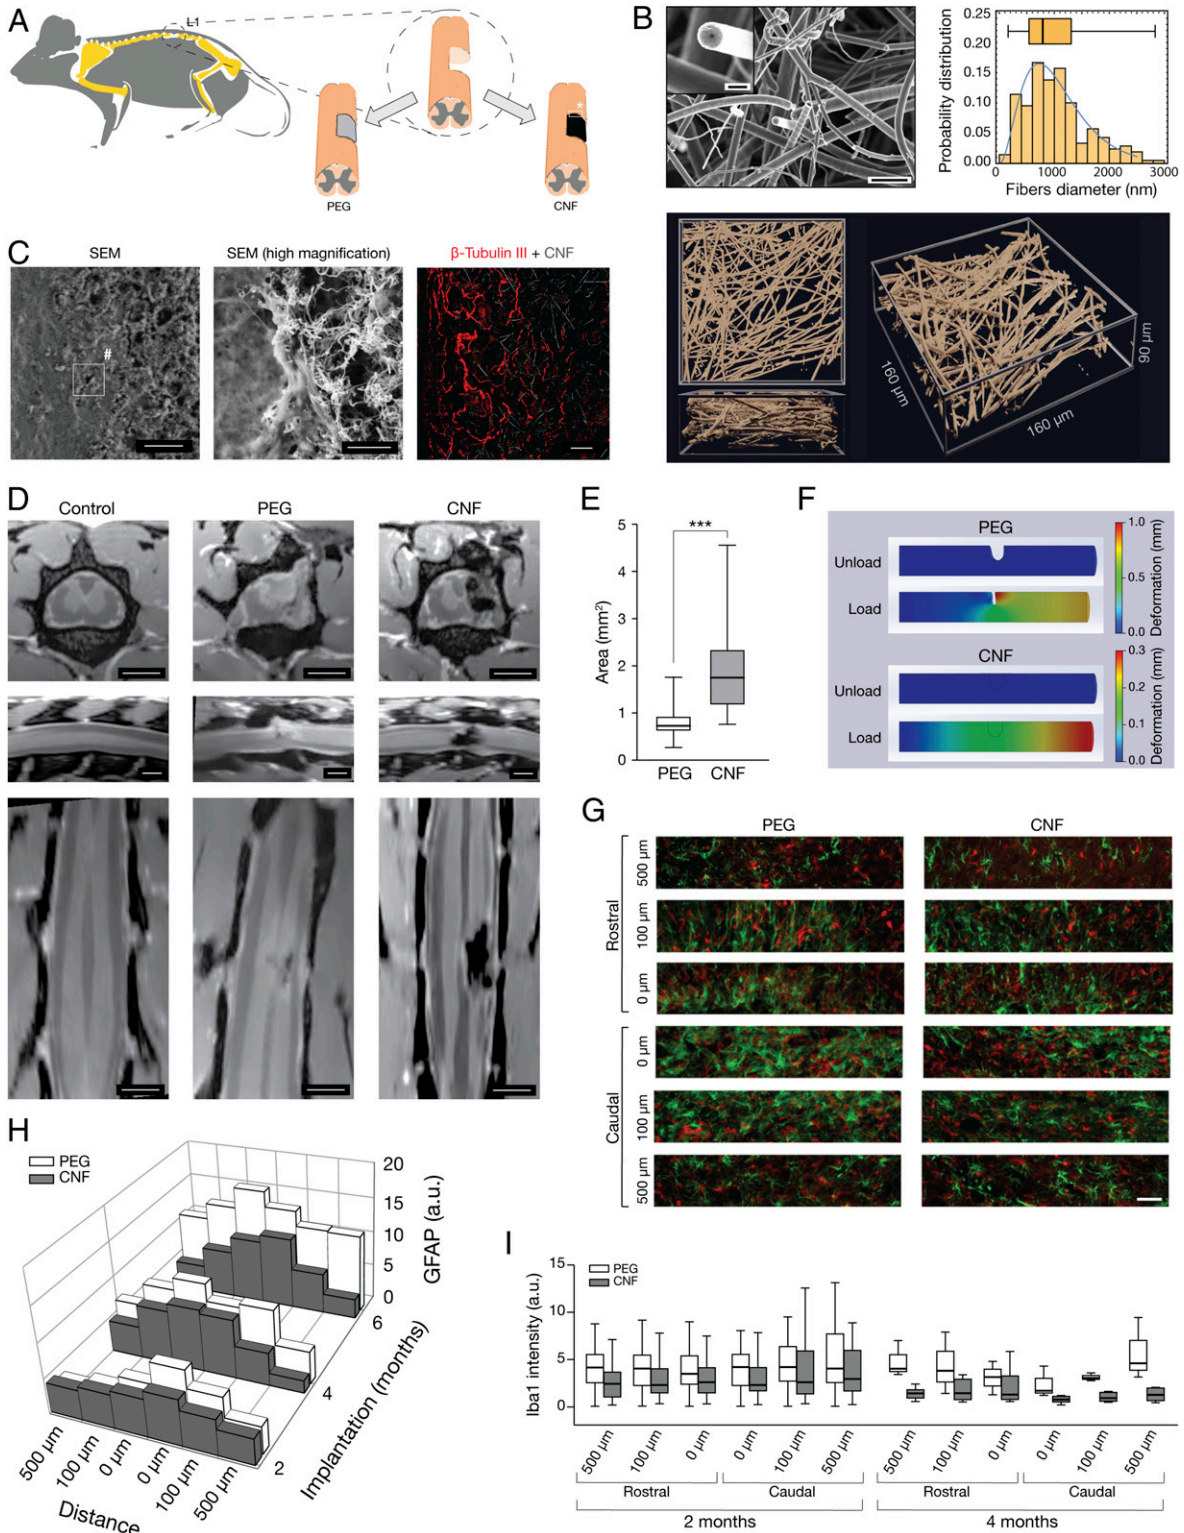 A
L1
*
PEG
CNF
B
Probability distribution
0.25
0.20
0.15
0.10
0.05
0.00
0
1000
2000
3000
Fibers diameter (nm)
160 µm
160 µm
90 µm
C
SEM
SEM (high magnification)
β-Tubulin III + CNF
#
D
Control
PEG
CNF
E
***
Area (mm²)
5
4
3
2
1
0
PEG
CNF
F
PEG
Unload
Load
1.0
0.5
0.0
Deformation (mm)
CNF
Unload
Load
0.3
0.2
0.1
0.0
Deformation (mm)
G
PEG
CNF
Rostral
500 µm
100 µm
0 µm
Caudal
0 µm
100 µm
500 µm
H
PEG
CNF
20
15
10
5
0
GFAP (a.u.)
6
4
2
Implantation (months)
500 µm
100 µm
0 µm
0 µm
100 µm
500 µm
Distance
I
PEG
CNF
Iba1 intensity (a.u.)
15
10
5
0
500 µm
100 µm
0 µm
0 µm
100 µm
500 µm
500 µm
100 µm
0 µm
0 µm
100 µm
500 µm
Rostral
Caudal
Rostral
Caudal
2 months
4 months